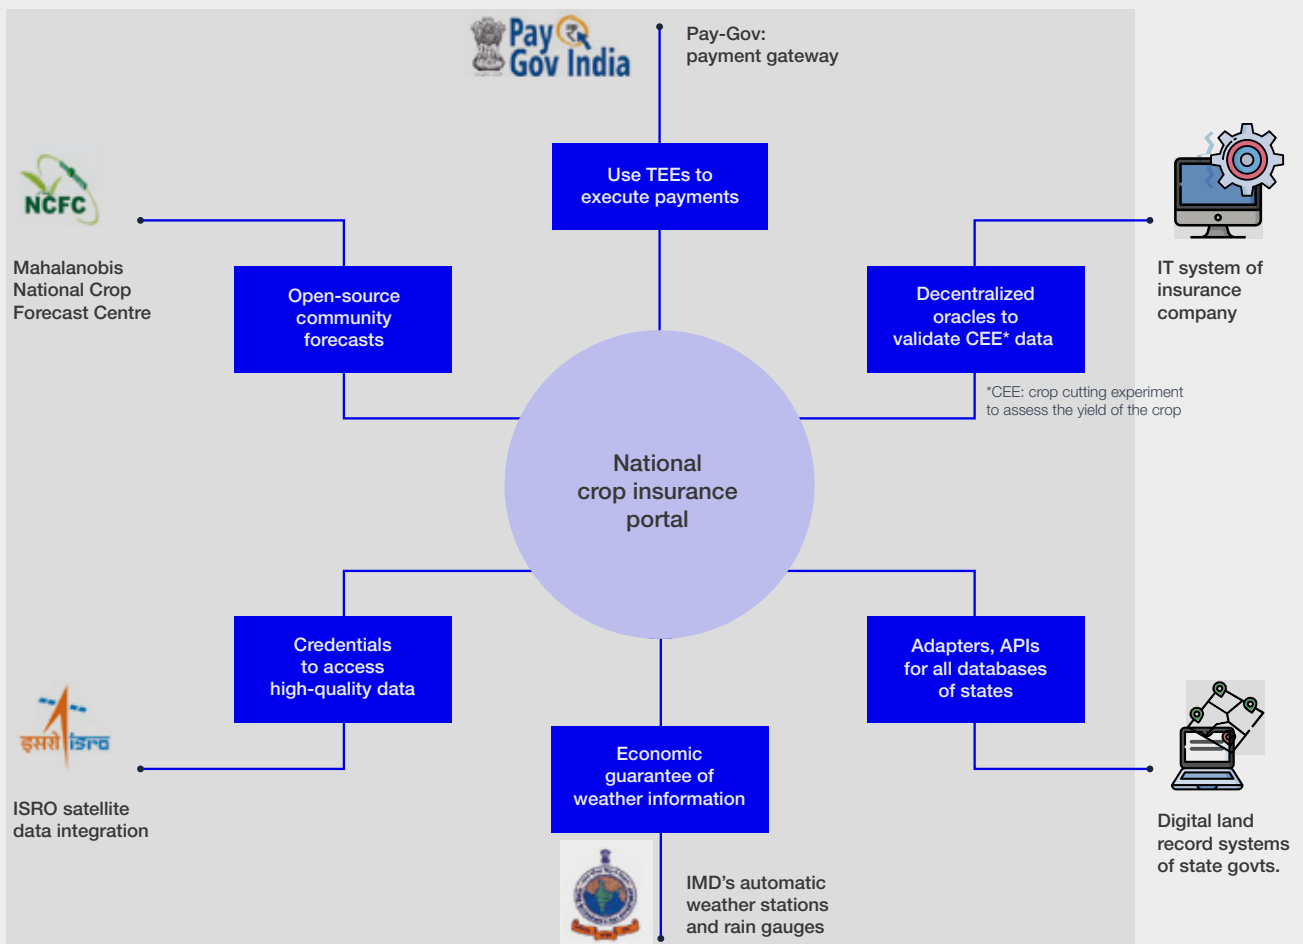 Pay
Gov India
Pay-Gov:
payment gateway
Use TEEs to
execute payments
NCFC
Mahalanobis
National Crop
Forecast Centre
Open-source
community
forecasts
Decentralized
oracles to
validate CEE* data
*CEE: crop cutting experiment
to assess the yield of the crop
IT system of
insurance
company
National
crop insurance
portal
Credentials
to access
high-quality data
Adapters, APIs
for all databases
of states
इसरो isro
ISRO satellite
data integration
Economic
guarantee of
weather information
Digital land
record systems
of state govts.
IMD's automatic
weather stations
and rain gauges